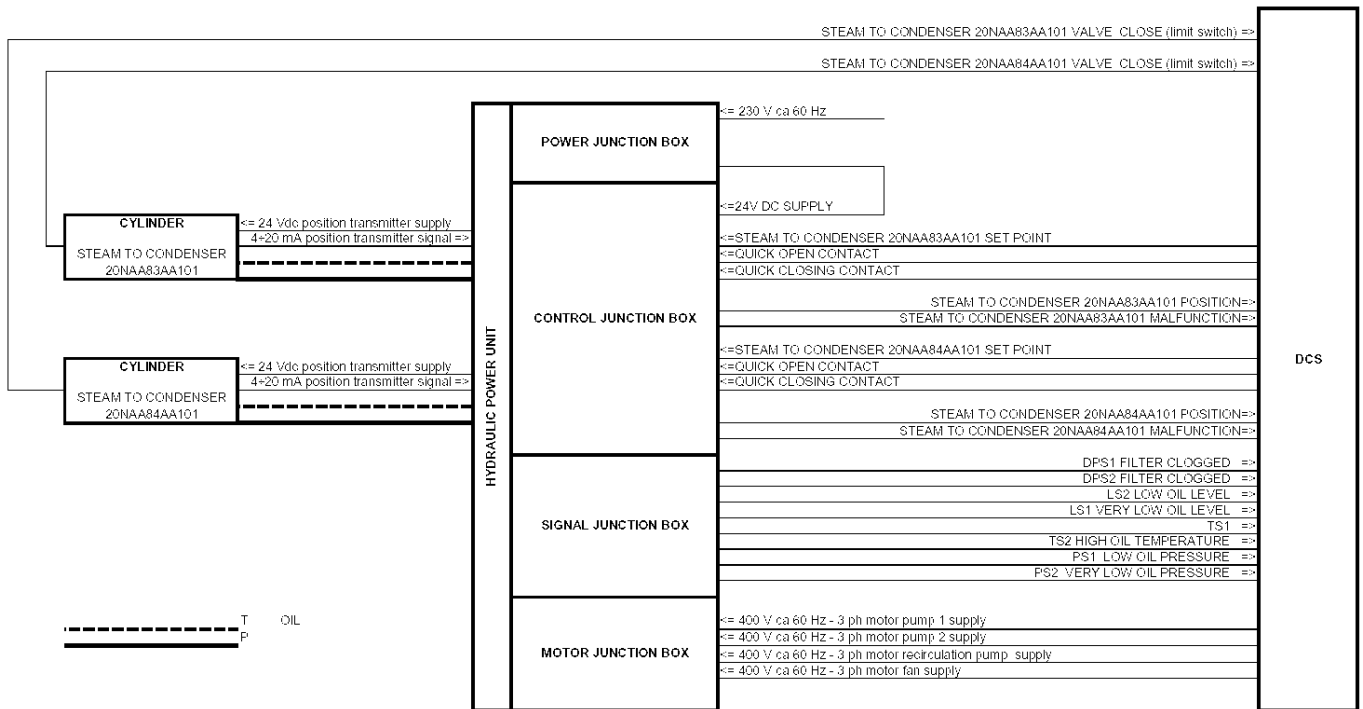 STEAM TO CONDENSER 20NAA83AA101 VALVE CLOSE (limit switch) =>
STEAM TO CONDENSER 20NAA84AA101 VALVE CLOSE (limit switch) =>
<= 230 V ca 60 Hz
POWER JUNCTION BOX
<=24V DC SUPPLY
CYLINDER
STEAM TO CONDENSER
20NAA83AA101
<= 24 Vdc position transmitter supply
4÷20 mA position transmitter signal =>
<=STEAM TO CONDENSER 20NAA83AA101 SET POINT
<=QUICK OPEN CONTACT
<=QUICK CLOSING CONTACT
STEAM TO CONDENSER 20NAA83AA101 POSITION=>
STEAM TO CONDENSER 20NAA83AA101 MALFUNCTION=>
CONTROL JUNCTION BOX
HYDRAULIC POWER UNIT
DCS
CYLINDER
STEAM TO CONDENSER
20NAA84AA101
<= 24 Vdc position transmitter supply
4÷20 mA position transmitter signal =>
<=STEAM TO CONDENSER 20NAA84AA101 SET POINT
<=QUICK OPEN CONTACT
<=QUICK CLOSING CONTACT
STEAM TO CONDENSER 20NAA84AA101 POSITION=>
STEAM TO CONDENSER 20NAA84AA101 MALFUNCTION=>
DPS1 FILTER CLOGGED =>
DPS2 FILTER CLOGGED =>
LS2 LOW OIL LEVEL =>
LS1 VERY LOW OIL LEVEL =>
SIGNAL JUNCTION BOX
TS1 =>
TS2 HIGH OIL TEMPERATURE =>
PS1 LOW OIL PRESSURE =>
PS2 VERY LOW OIL PRESSURE =>
T OIL
P
<= 400 V ca 60 Hz - 3 ph motor pump 1 supply
<= 400 V ca 60 Hz - 3 ph motor pump 2 supply
MOTOR JUNCTION BOX
<= 400 V ca 60 Hz - 3 ph motor recirculation pump supply
<= 400 V ca 60 Hz - 3 ph motor fan supply